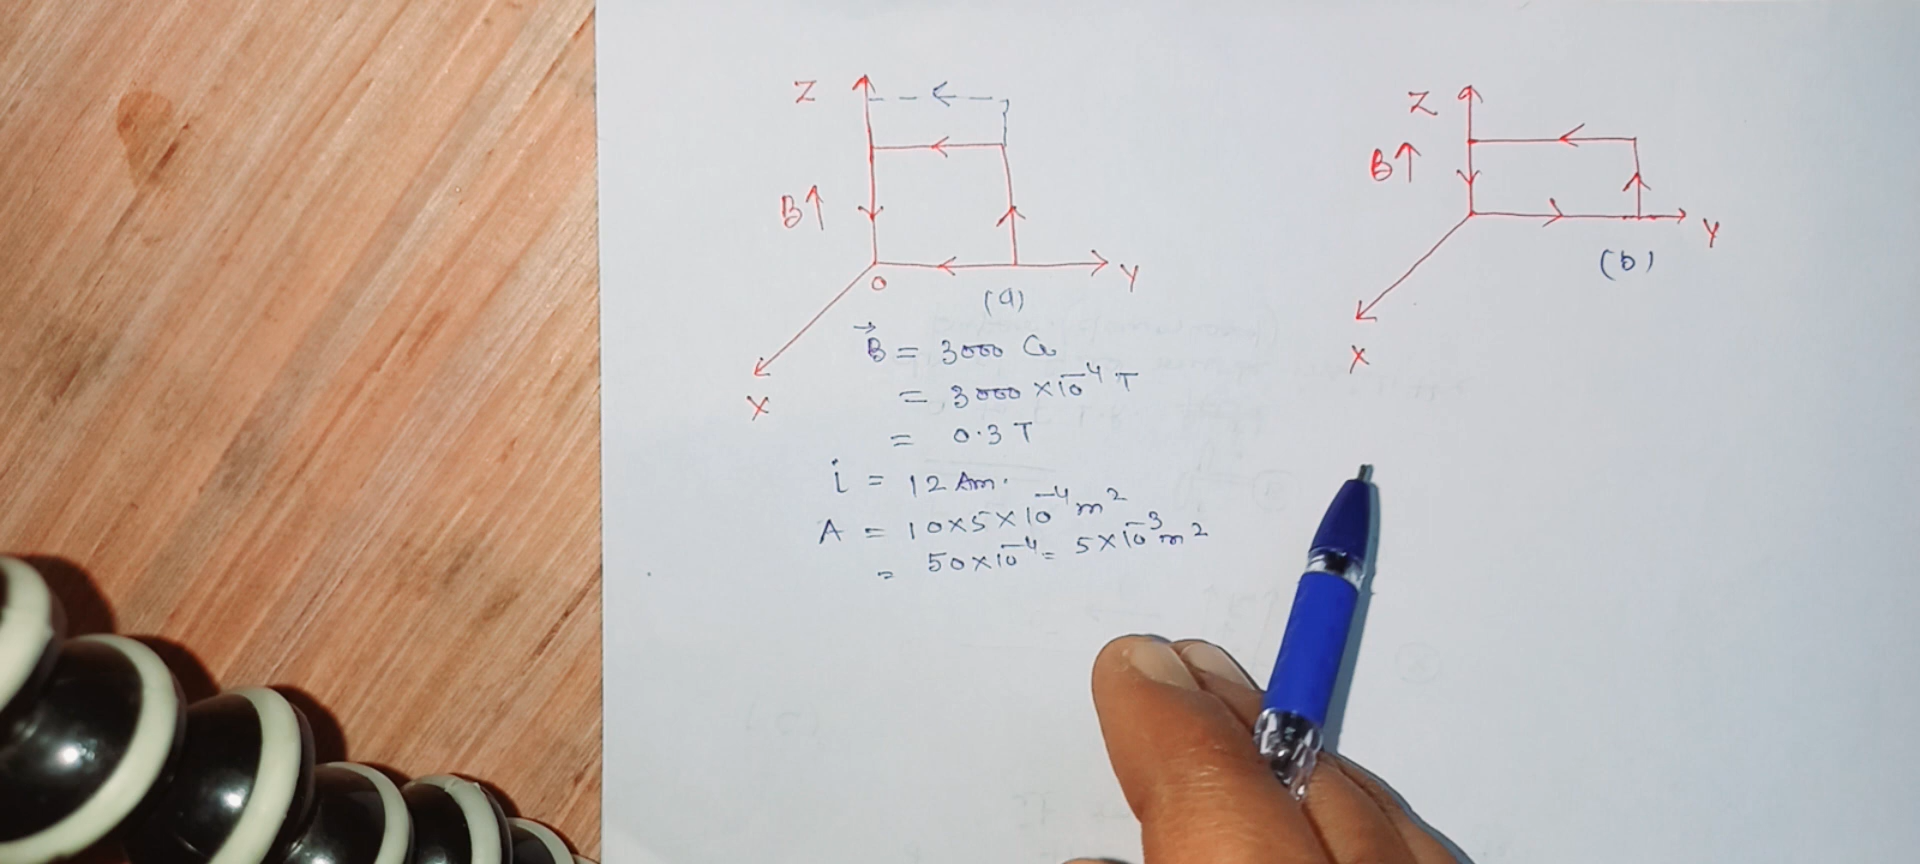 Z
B↑
O
Y
(a)
X
B⃗ = 3000 G
= 3000 × 10⁻⁴ T
= 0.3 T
i = 12 Am.
A = 10×5×10⁻⁴ m²
= 50×10⁻⁴ = 5×10⁻³ m²
Z
B↑
Y
(b)
X